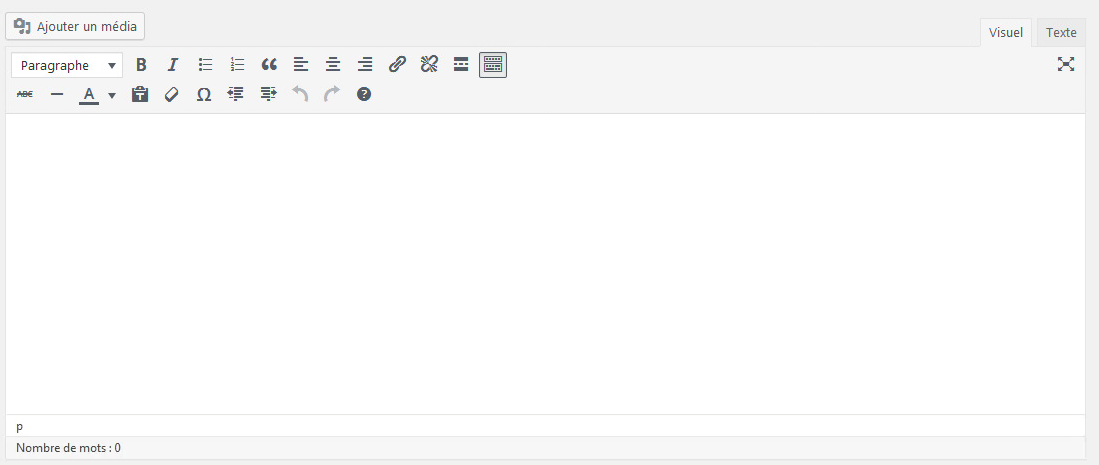 Ajouter un média
Visuel Texte
Paragraphe B I
ABC A T Ω ?
p
Nombre de mots : 0